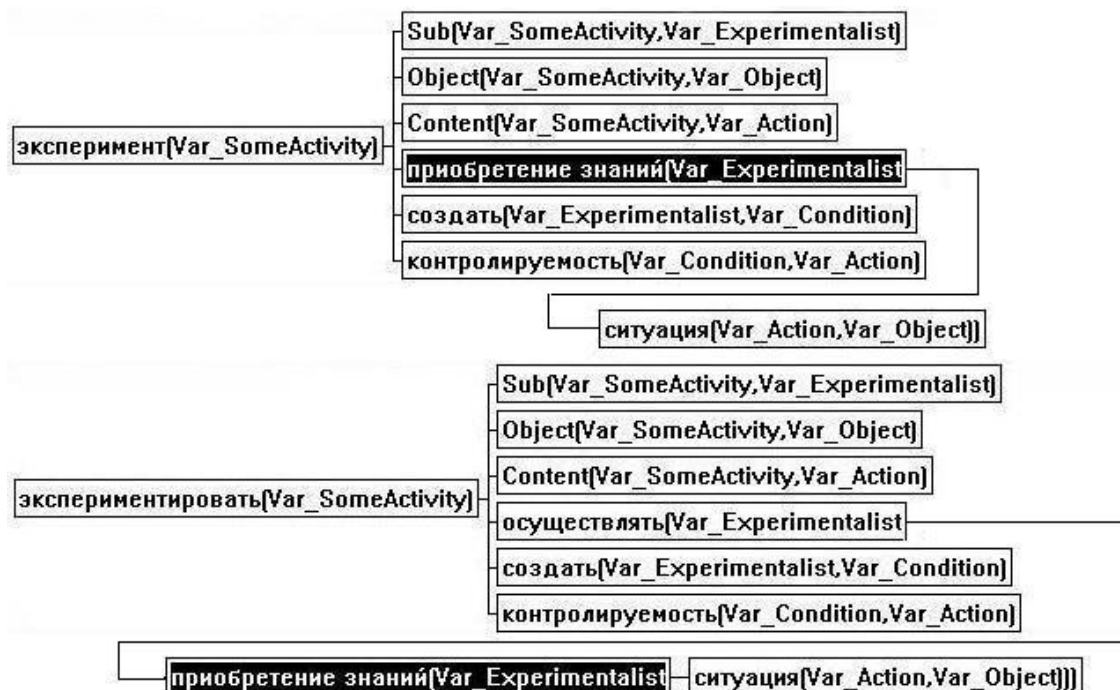 Sub(Var_SomeActivity,Var_Experimentalist)
Object(Var_SomeActivity,Var_Object)
Content(Var_SomeActivity,Var_Action)
эксперимент(Var_SomeActivity)
приобретение знаний(Var_Experimentalist
создать(Var_Experimentalist,Var_Condition)
контролируемость(Var_Condition,Var_Action)
ситуация(Var_Action,Var_Object))
Sub(Var_SomeActivity,Var_Experimentalist)
Object(Var_SomeActivity,Var_Object)
Content(Var_SomeActivity,Var_Action)
экспериментировать(Var_SomeActivity)
осуществлять(Var_Experimentalist
создать(Var_Experimentalist,Var_Condition)
контролируемость(Var_Condition,Var_Action)
приобретение знаний(Var_Experimentalist ситуация(Var_Action,Var_Object)))